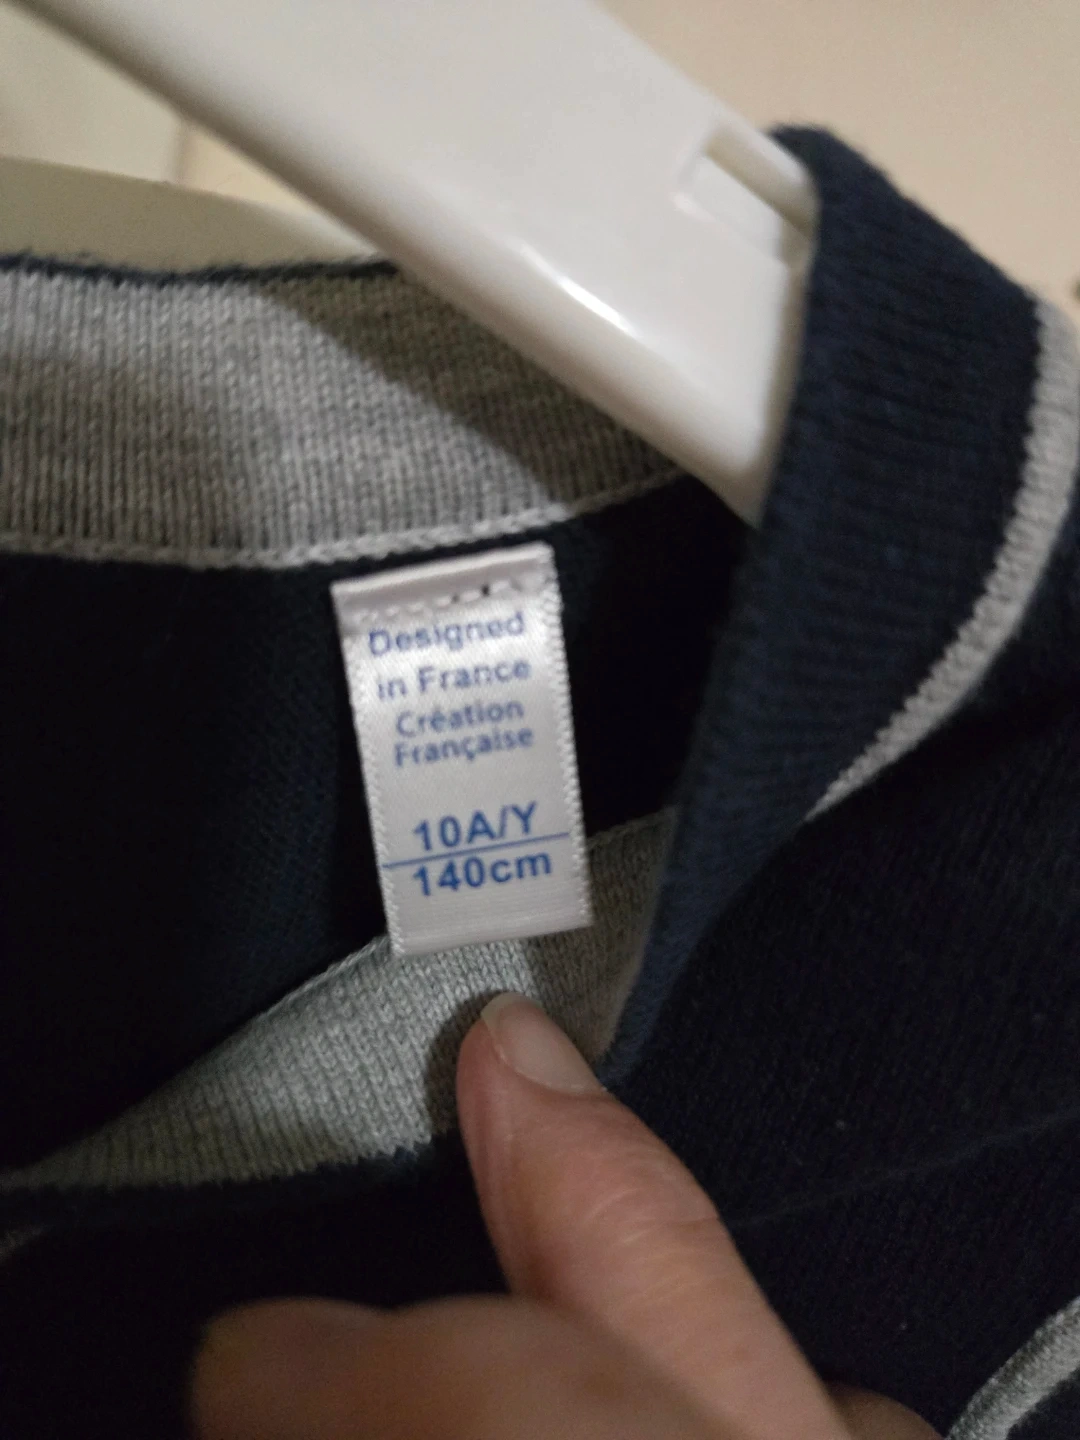 Designed
in France
Création
Française
10A/Y
140cm